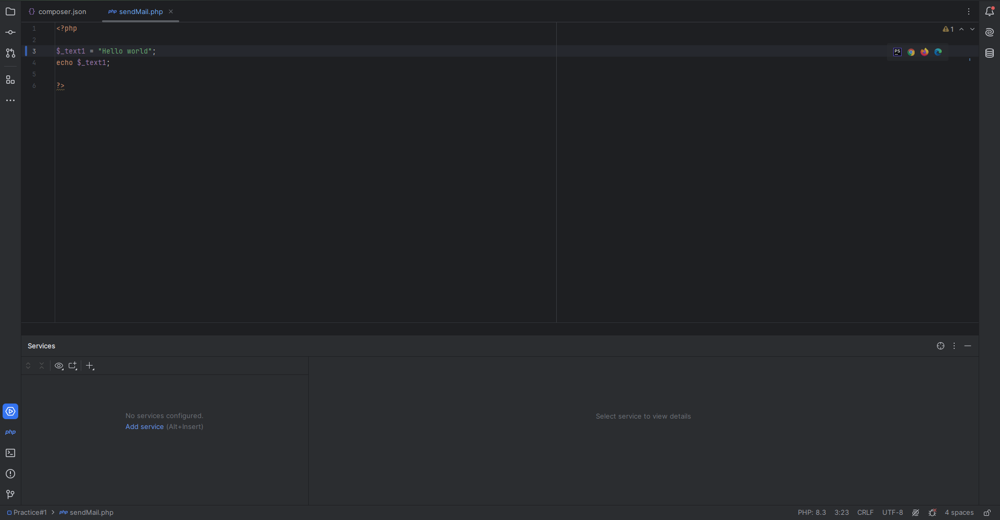 composer.json
php sendMail.php
1
1 <?php
2
3 $_text1 = "Hello world";
PS
4 echo $_text1;
5
6 ?>
Services
No services configured.
Add service (Alt+Insert)
Select service to view details
php
Practice#1 > php sendMail.php
PHP: 8.3 3:23 CRLF UTF-8 4 spaces